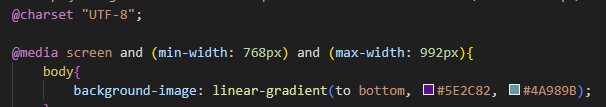 @charset "UTF-8";
@media screen and (min-width: 768px) and (max-width: 992px){
body{
background-image: linear-gradient(to bottom, #5E2C82, #4A989B);